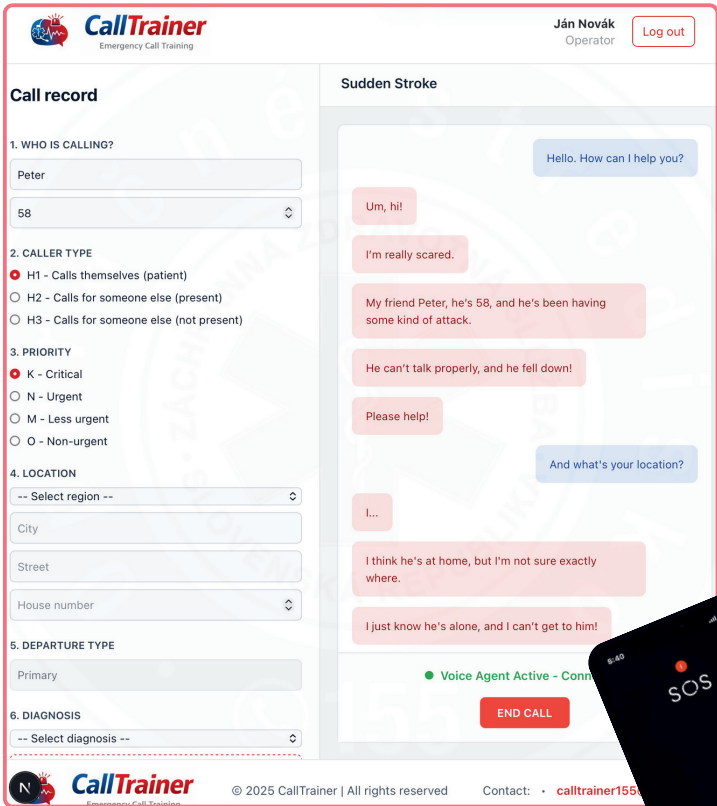 CallTrainer
Emergency Call Training
Ján Novák
Operator
Log out
Call record
1. WHO IS CALLING?
Peter
58
2. CALLER TYPE
H1 - Calls themselves (patient)
H2 - Calls for someone else (present)
H3 - Calls for someone else (not present)
3. PRIORITY
K - Critical
N - Urgent
M - Less urgent
O - Non-urgent
4. LOCATION
-- Select region --
City
Street
House number
5. DEPARTURE TYPE
Primary
6. DIAGNOSIS
-- Select diagnosis --
Sudden Stroke
Hello. How can I help you?
Um, hi!
I'm really scared.
My friend Peter, he's 58, and he's been having
some kind of attack.
He can't talk properly, and he fell down!
Please help!
And what's your location?
I...
I think he's at home, but I'm not sure exactly
where.
I just know he's alone, and I can't get to him!
Voice Agent Active - Conn
END CALL
SOS
N
CallTrainer
Emergency Call Training
© 2025 CallTrainer | All rights reserved
Contact: • calltrainer155